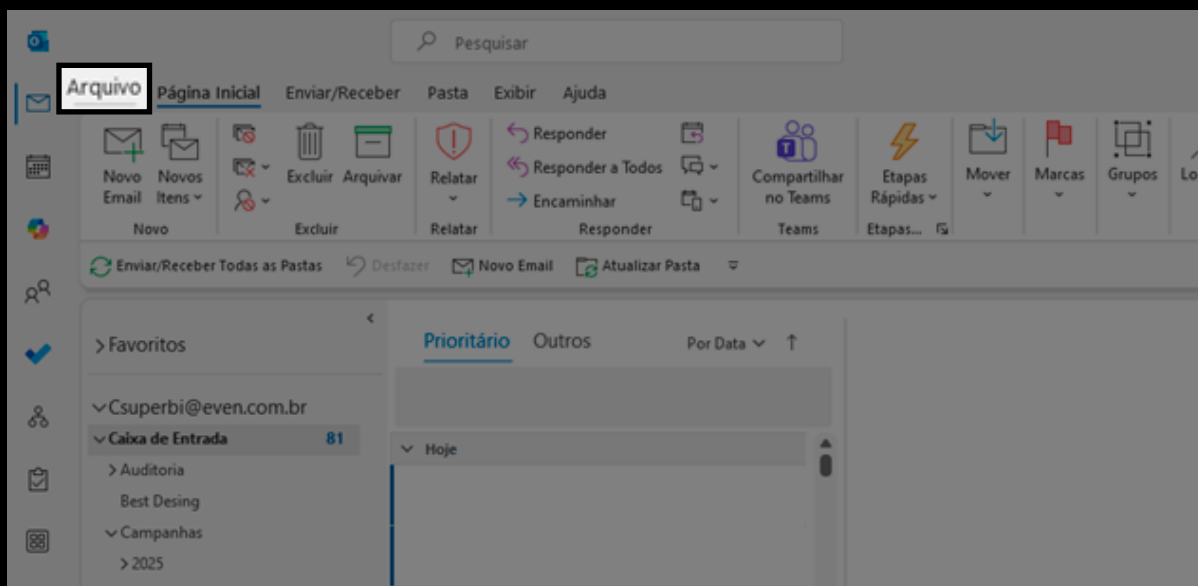 Pesquisar
Arquivo Página Inicial Enviar/Receber Pasta Exibir Ajuda
Novo Email Novos Itens Excluir Arquivar Relatar Responder Responder a Todos Encaminhar Compartilhar no Teams Etapas Rápidas Mover Marcas Grupos Lo
Novo Excluir Relatar Responder Teams Etapas...
Enviar/Receber Todas as Pastas Desfazer Novo Email Atualizar Pasta
Favoritos
Prioritário Outros Por Data
Csuperbi@even.com.br
Caixa de Entrada 81
Hoje
Auditoria
Best Desing
Campanhas
2025